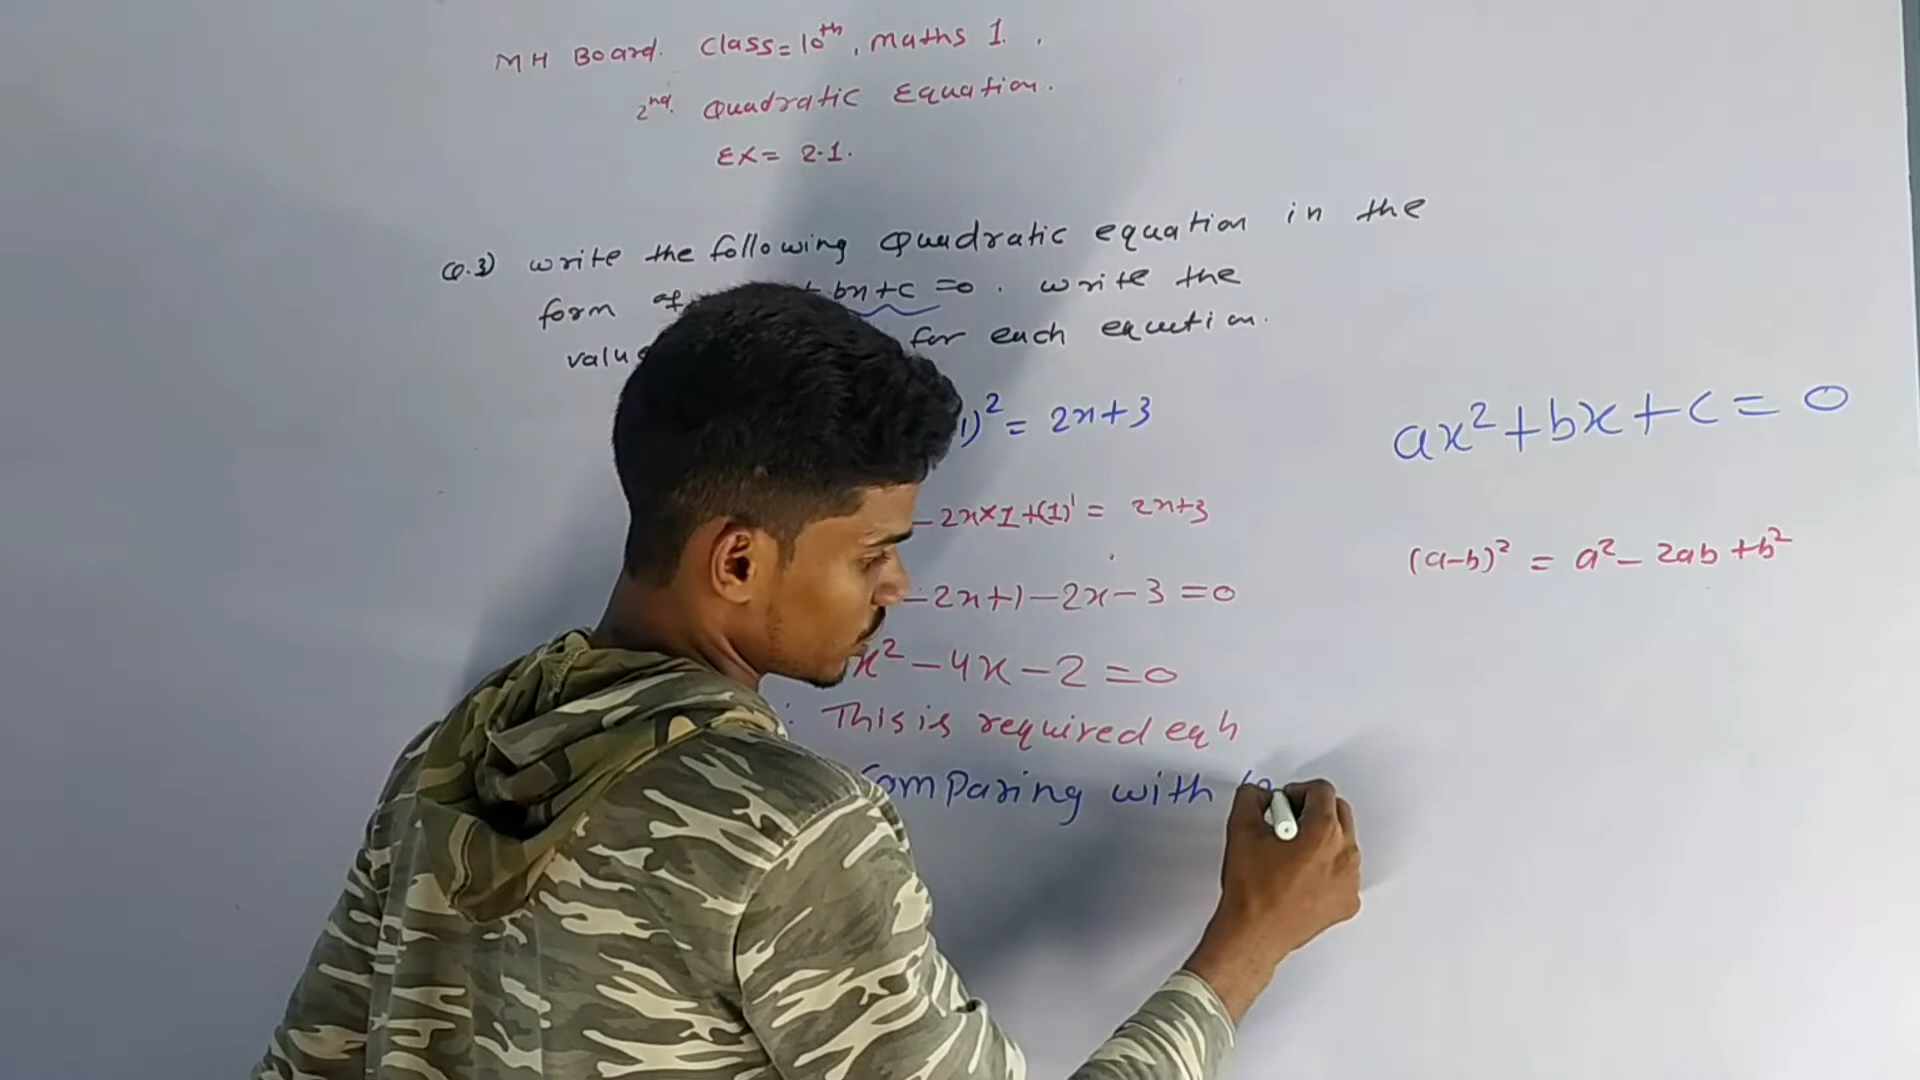 MH Board. Class=10th, Maths 1.
2nd. Quadratic Equation.
EX= 2.1.
Q.3) write the following Quadratic equation in the
form of bx+c =0. write the
for each equation.
1)² = 2x+3
ax²+bx+c=0
-2x×1+(1)¹= 2x+3
(a-b)² = a²-2ab+b²
-2x+1-2x-3=0
x²-4x-2=0
: This is required eqn
Comparing with